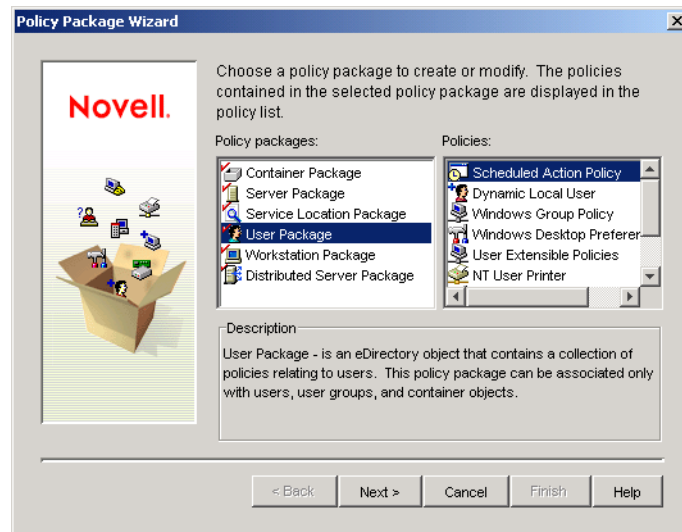 Policy Package Wizard
Novell.
Choose a policy package to create or modify. The policies
contained in the selected policy package are displayed in the
policy list.
Policy packages:
Container Package
Server Package
Service Location Package
User Package
Workstation Package
Distributed Server Package
Policies:
Scheduled Action Policy
Dynamic Local User
Windows Group Policy
Windows Desktop Preferer
User Extensible Policies
NT User Printer
Description
User Package - is an eDirectory object that contains a collection of
policies relating to users. This policy package can be associated only
with users, user groups, and container objects.
< Back
Next >
Cancel
Finish
Help